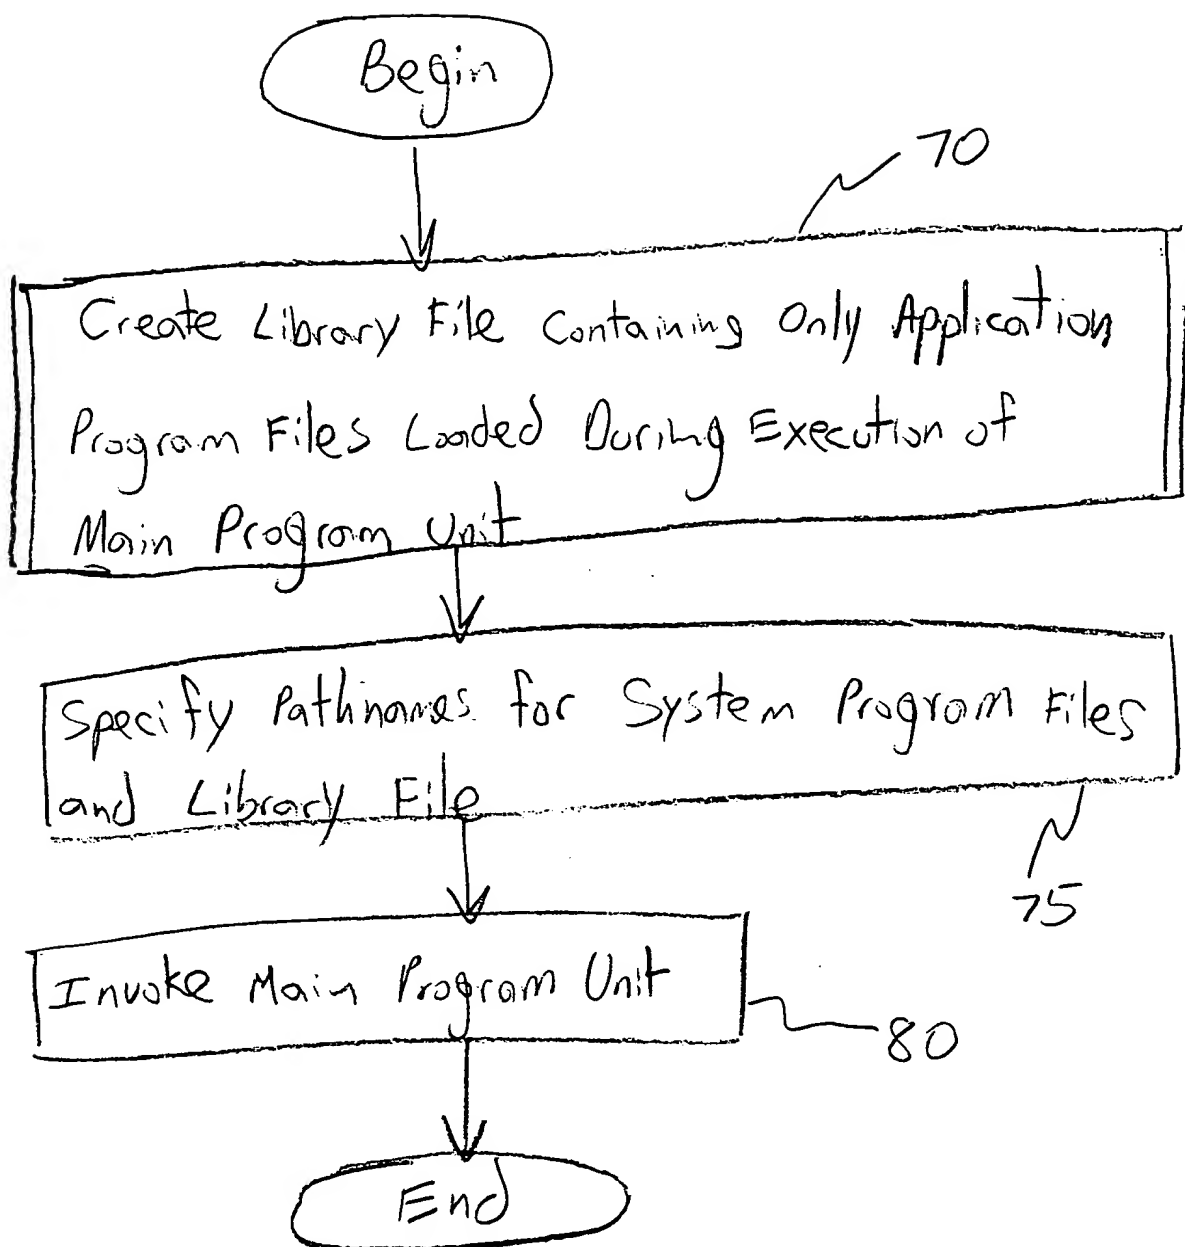 Begin
70
Create Library File Containing Only Application
Program Files Loaded During Execution of
Main Program Unit
Specify Pathnames for System Program Files
and Library File
75
Invoke Main Program Unit
80
End